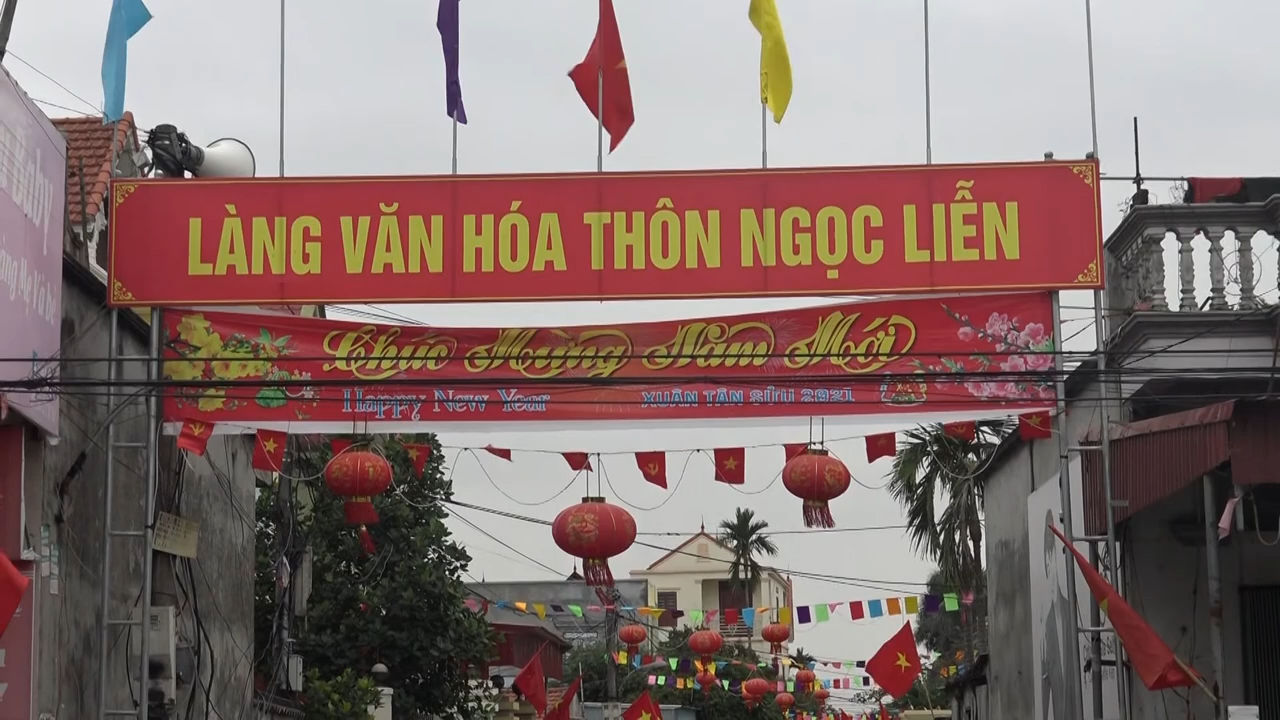 LÀNG VĂN HÓA THÔN NGỌC LIỄN
Chúc Mừng Năm Mới
Happy New Year
XUÂN TÂN SỬU 2021